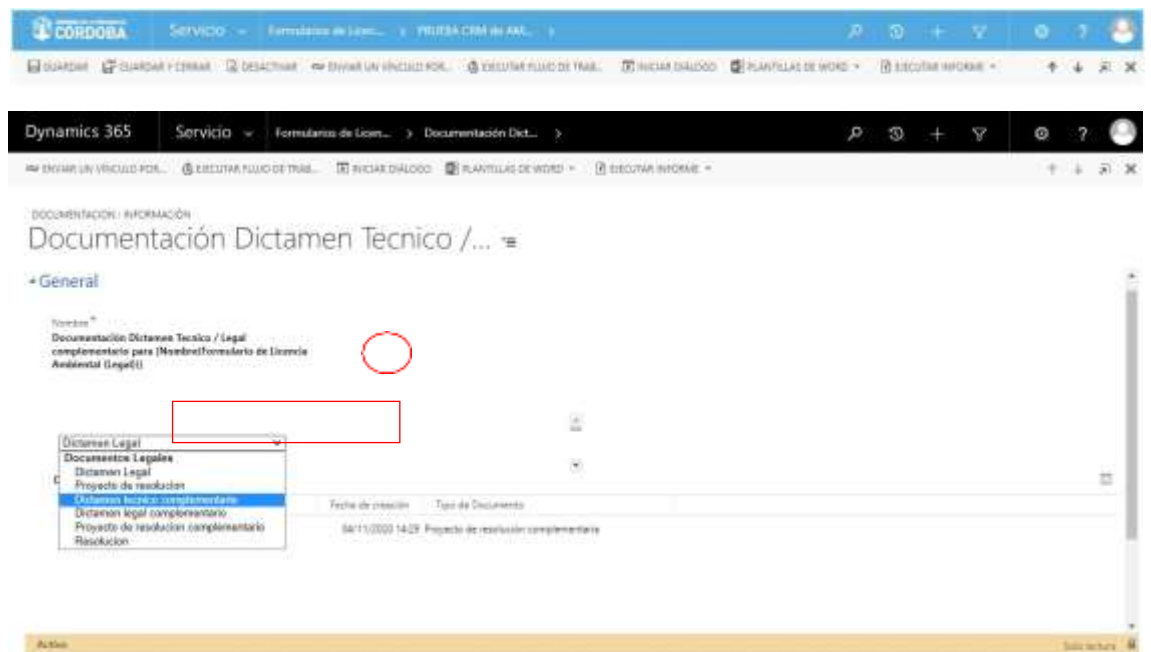 CÓRDOBA Servicio Formularios de Licen... > PRUEBA CRM de AML... >
GUARDAR GUARDAR Y CERRAR DESACTIVAR ENVIAR UN VÍNCULO POR... EJECUTAR FLUJO DE TRAB... INICIAR DIÁLOGO PLANTILLAS DE WORD EJECUTAR INFORME
Dynamics 365 Servicio Formularios de Licen... > Documentación Dict... >
ENVIAR UN VÍNCULO POR... EJECUTAR FLUJO DE TRAB... INICIAR DIÁLOGO PLANTILLAS DE WORD EJECUTAR INFORME
DOCUMENTACION : INFORMACIÓN
Documentación Dictamen Tecnico /...
General
Nombre *
Documentación Dictamen Tecnico / Legal
complementario para (Nombre(Formulario de Licencia
Ambiental (Legal)))
Dictamen Legal
Documentos Legales
Dictamen Legal
Proyecto de resolucion
Dictamen tecnico complementario
Dictamen legal complementario
Proyecto de resolucion complementario
Resolucion
Fecha de creación Tipo de Documento
04/11/2020 14:29 Proyecto de resolución complementaria
Activo Solo lectura